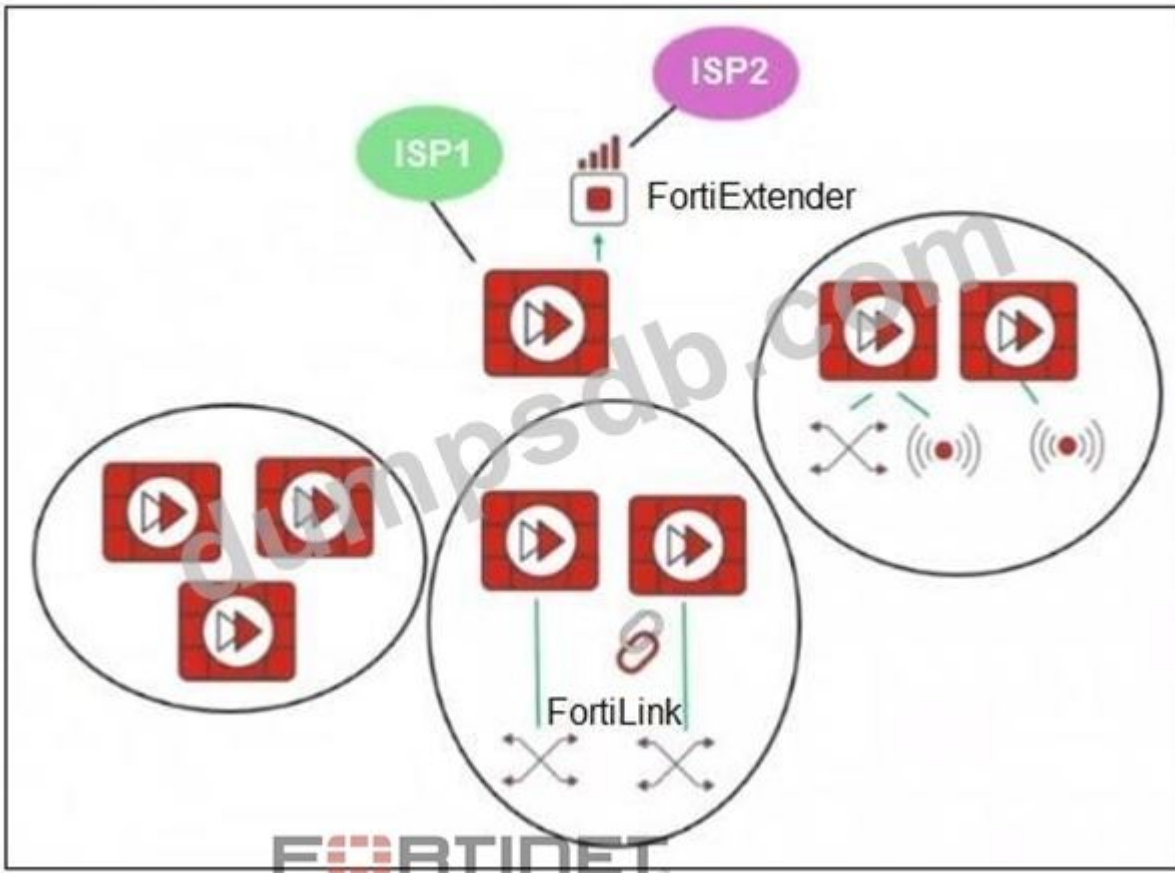 ISP2
ISP1
FortiExtender
dumpsdb.com
FortiLink
FORTINET